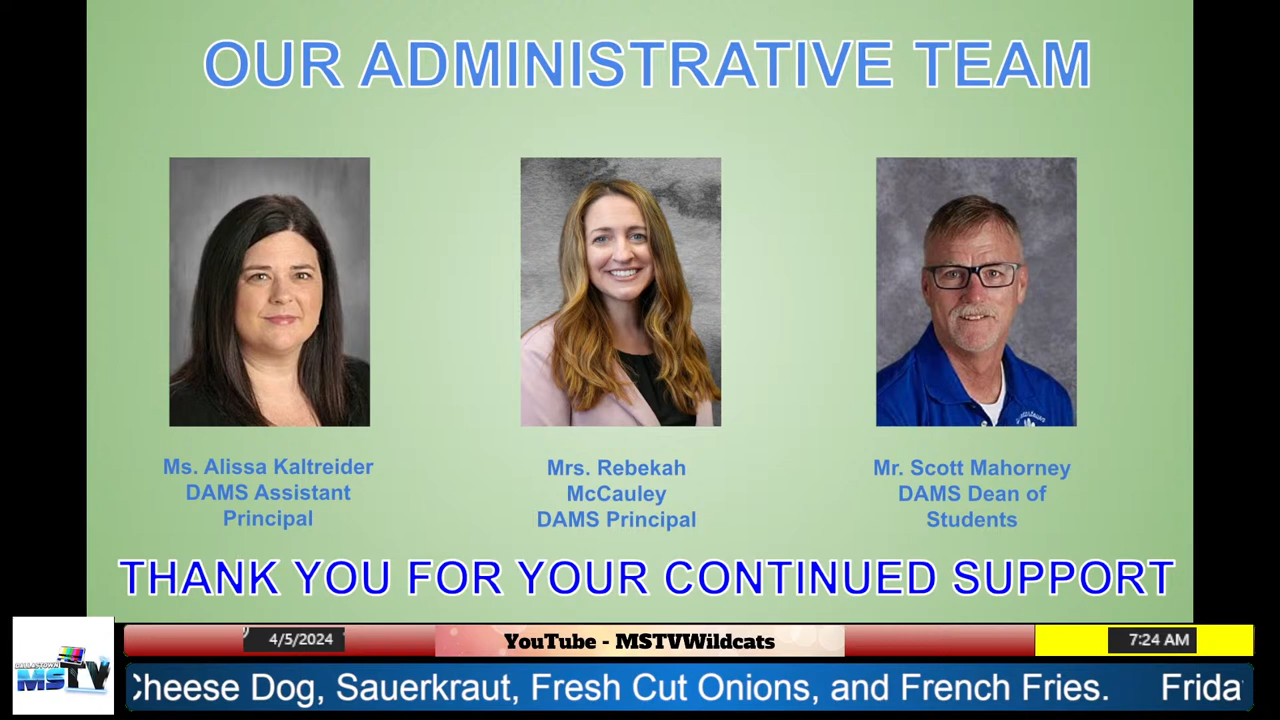 OUR ADMINISTRATIVE TEAM
Ms. Alissa Kaltreider
DAMS Assistant
Principal
Mrs. Rebekah
McCauley
DAMS Principal
Mr. Scott Mahorney
DAMS Dean of
Students
THANK YOU FOR YOUR CONTINUED SUPPORT
4/5/2024
YouTube - MSTVWildcats
7:24 AM
DALLASTOWN
MSTV
Cheese Dog, Sauerkraut, Fresh Cut Onions, and French Fries. Frida